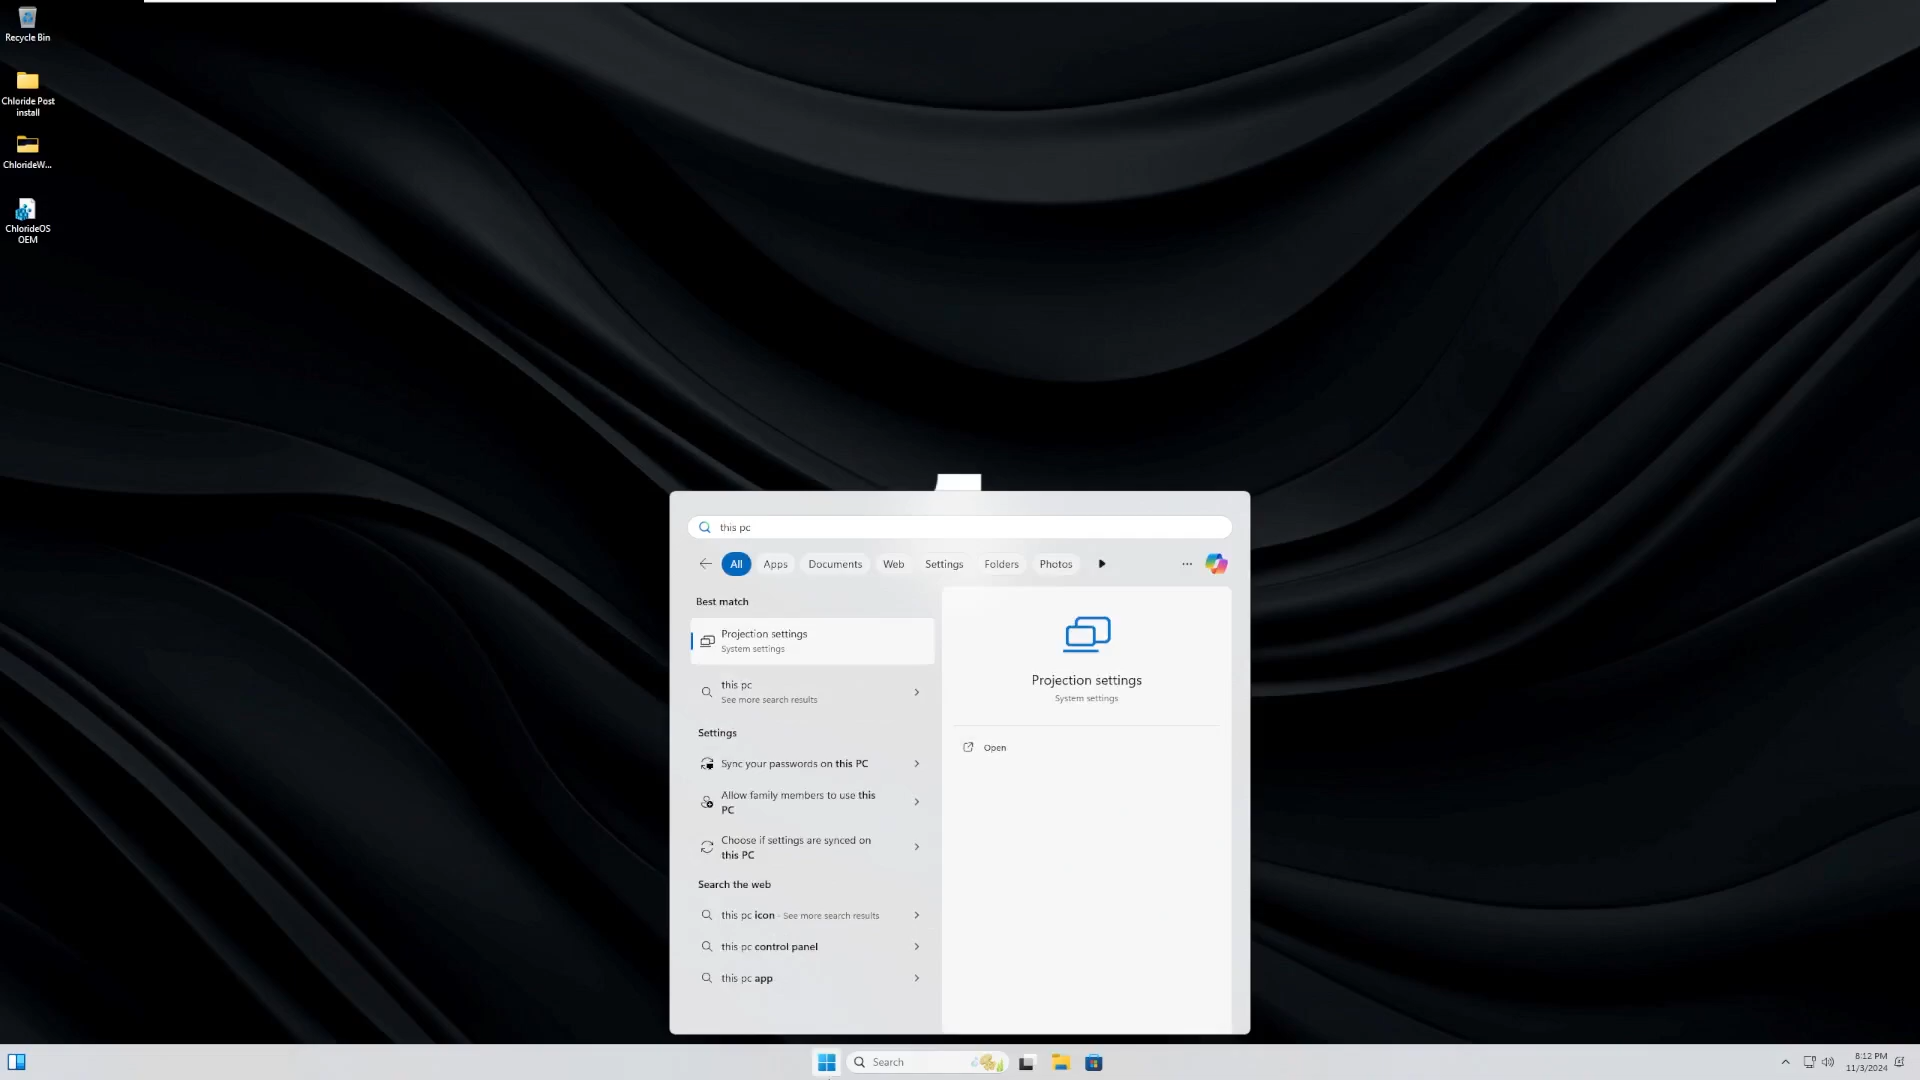 Recycle Bin
Chloride Post
install
ChlorideW...
ChlorideOS
OEM
this pc
All
Apps
Documents
Web
Settings
Folders
Photos
Best match
Projection settings
System settings
this pc
See more search results
Settings
Sync your passwords on this PC
Allow family members to use this
PC
Choose if settings are synced on
this PC
Search the web
this pc icon - See more search results
this pc control panel
this pc app
Projection settings
System settings
Open
Search
8:12 PM
11/3/2024